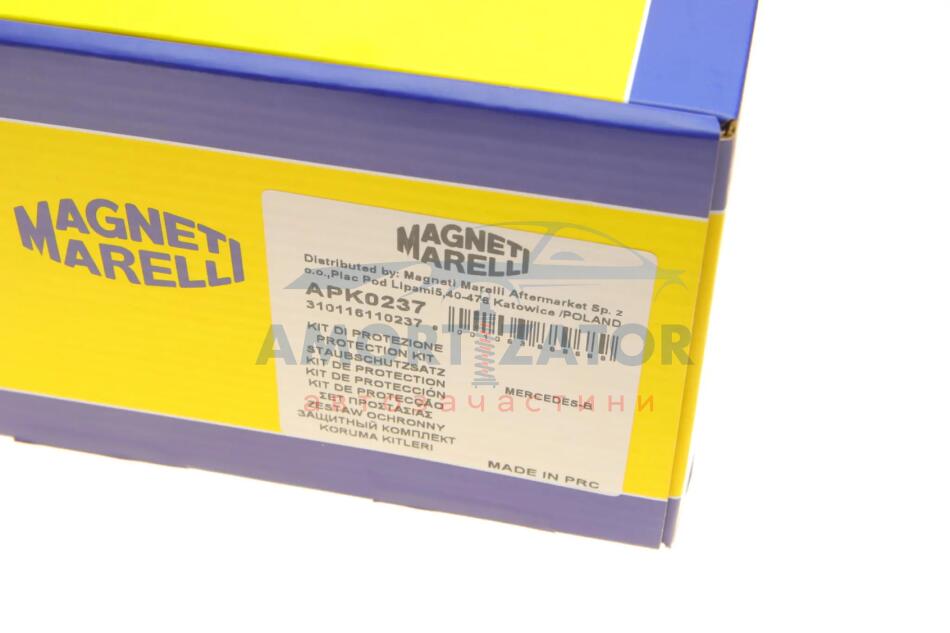 MAGNETI
MARELLI
MAGNETI
MARELLI
Distributed by: Magneti Marelli Aftermarket Sp. z
o.o.,Plac Pod Lipami5,40-476 Katowice /POLAND
APK0237
310116110237
KIT DI PROTEZIONE
PROTECTION KIT
STAUBSCHUTZSATZ
KIT DE PROTECTION
KIT DE PROTECCIÓN
KIT DE PROTECÇÃO
ΣΕΤ ΠΡΟΣΤΑΣΙΑΣ
ZESTAW OCHRONNY
ЗАЩИТНЫЙ КОМПЛЕКТ
KORUMA KITLERI
MERCEDES-B
MADE IN PRC
AMORTIZATOR
автозапчастини